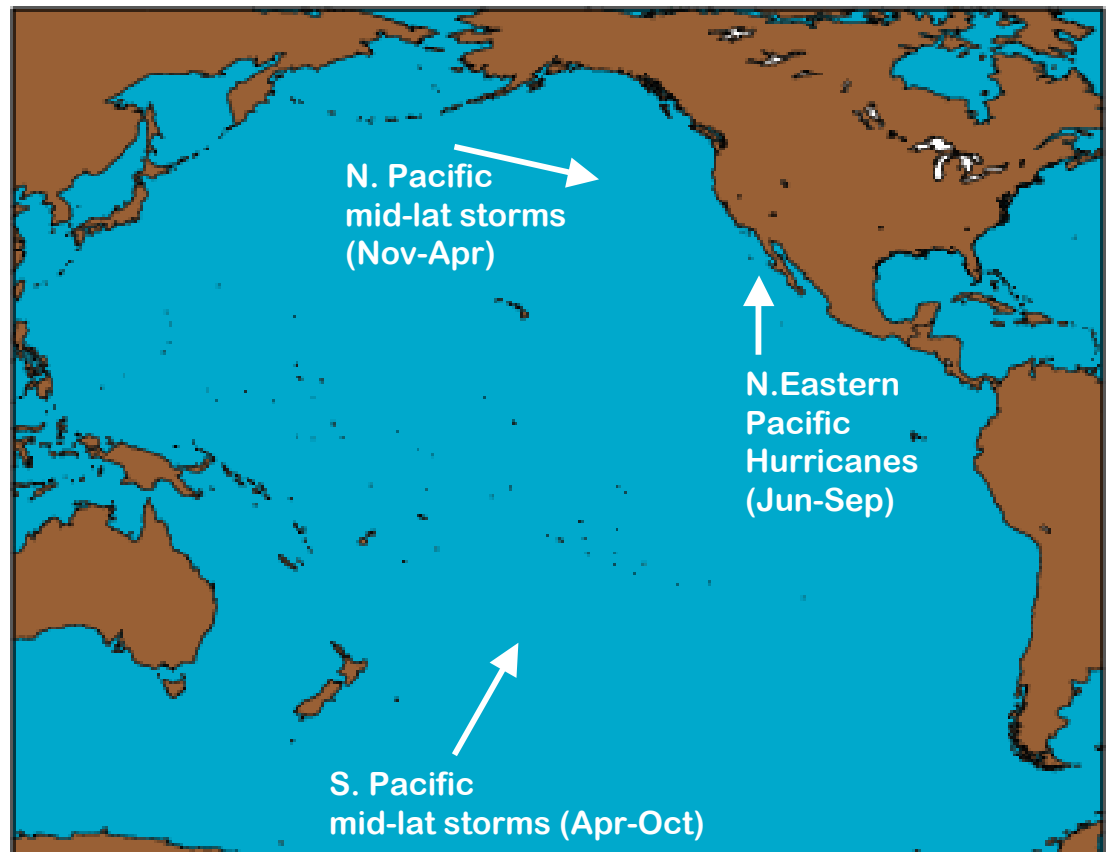 N. Pacific
mid-lat storms
(Nov-Apr)
N.Eastern
Pacific
Hurricanes
(Jun-Sep)
S. Pacific
mid-lat storms (Apr-Oct)